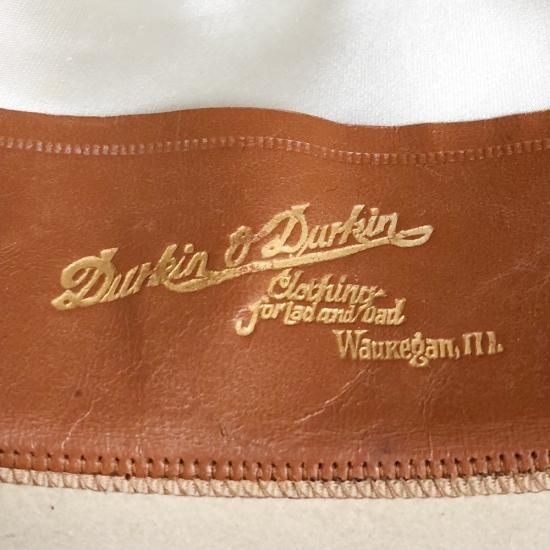 Durkin & Durkin
Clothing
for Lad and Dad
Waukegan, Ill.